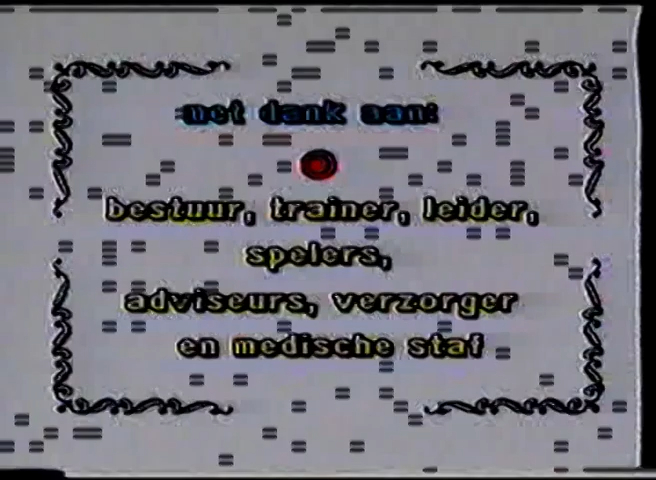 met dank aan:
bestuur, trainer, leider,
spelers,
adviseurs, verzorger
en medische staf